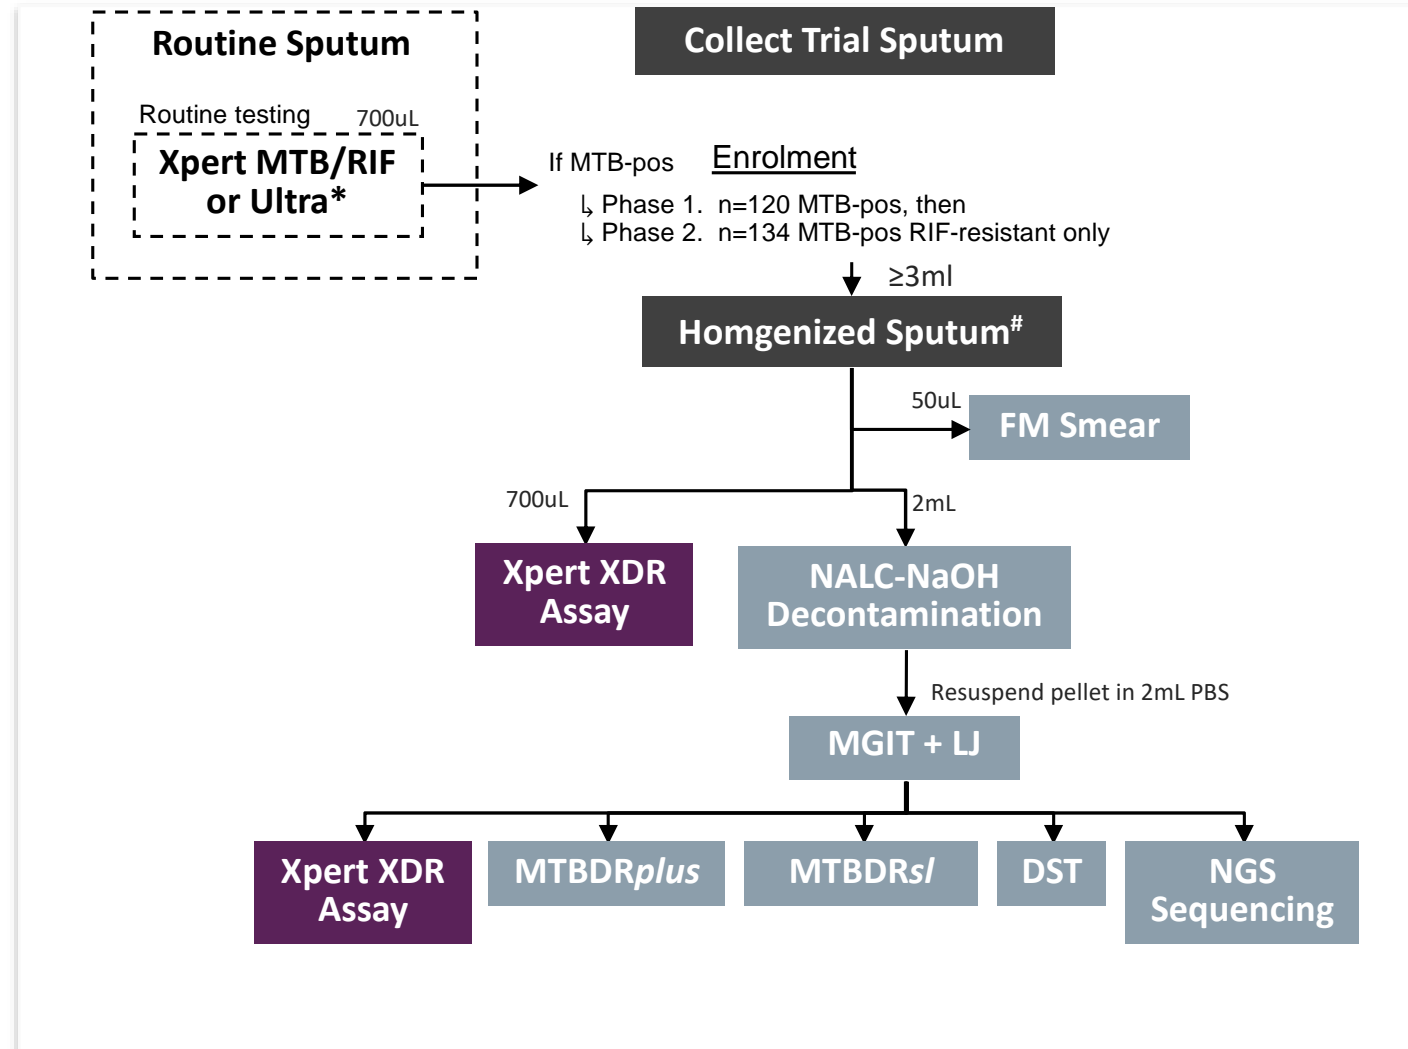 Routine Sputum
Collect Trial Sputum
Routine testing
700uL
Xpert MTB/RIF
or Ultra*
If MTB-pos
Enrolment
↳ Phase 1. n=120 MTB-pos, then
↳ Phase 2. n=134 MTB-pos RIF-resistant only
≥3ml
Homgenized Sputum#
50uL
FM Smear
700uL
2mL
Xpert XDR
Assay
NALC-NaOH
Decontamination
Resuspend pellet in 2mL PBS
MGIT + LJ
Xpert XDR
Assay
MTBDRplus
MTBDRsl
DST
NGS
Sequencing